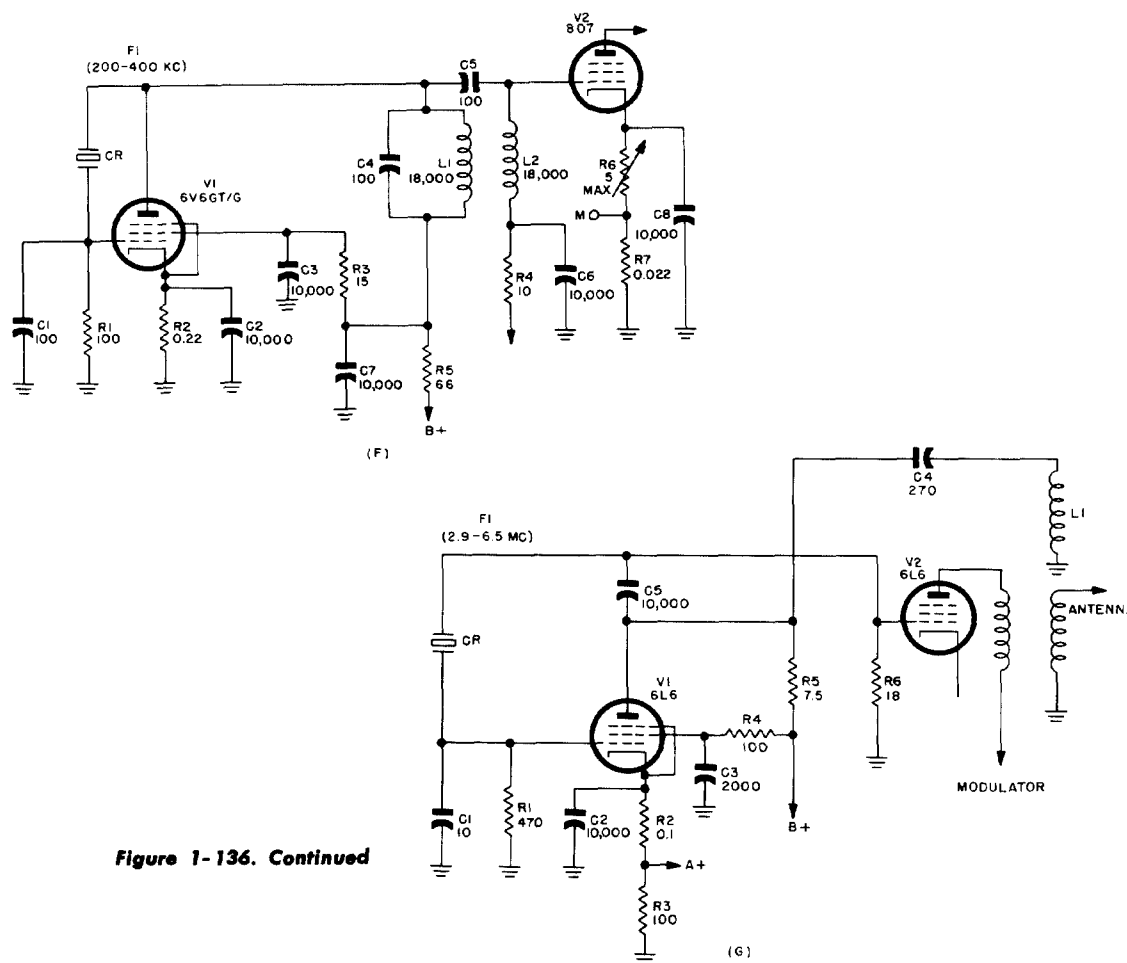 V2
807
F1
(200-400 KC)
C5
100
CR
V1
6V6GT/G
C4
100
L1
18,000
L2
18,000
R6
5
MAX
M
C8
10,000
R7
0.022
C3
10,000
R3
15
R4
10
C6
10,000
C1
100
R1
100
R2
0.22
C2
10,000
C7
10,000
R5
66
B+
(F)
C4
270
L1
F1
(2.9-6.5 MC)
V2
6L6
C5
10,000
ANTENN
CR
V1
6L6
R5
7.5
R6
18
R4
100
C3
2000
MODULATOR
C1
10
R1
470
C2
10,000
R2
0.1
B+
A+
R3
100
Figure 1-136. Continued
(G)